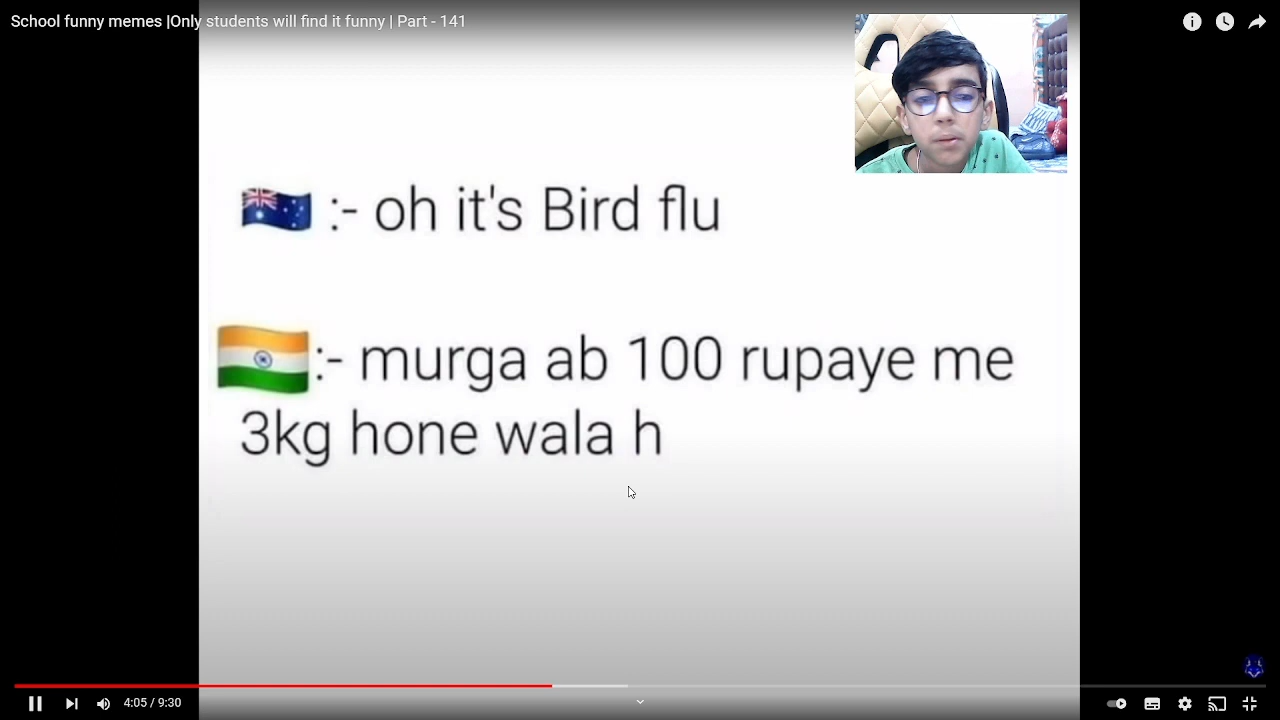 School funny memes |Only students will find it funny | Part - 141
:- oh it's Bird flu
:- murga ab 100 rupaye me
3kg hone wala h
4:05 / 9:30